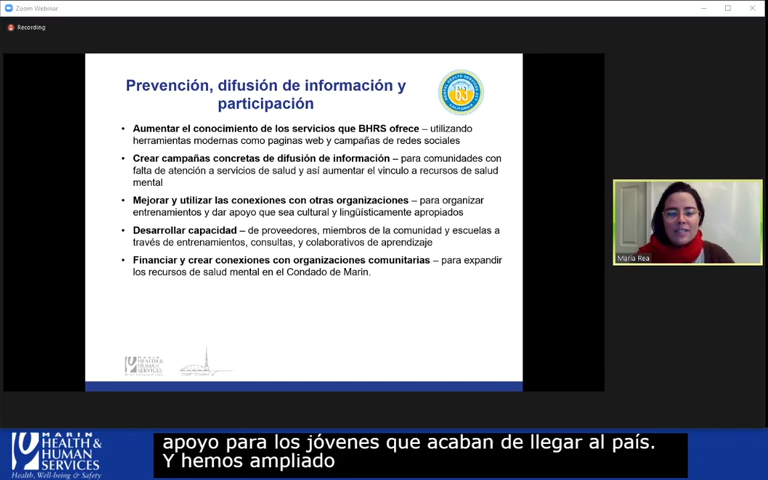 Zoom Webinar
Recording
Prevención, difusión de información y
participación
• Aumentar el conocimiento de los servicios que BHRS ofrece – utilizando
herramientas modernas como paginas web y campañas de redes sociales
• Crear campañas concretas de difusión de información – para comunidades con
falta de atención a servicios de salud y así aumentar el vinculo a recursos de salud
mental
• Mejorar y utilizar las conexiones con otras organizaciones – para organizar
entrenamientos y dar apoyo que sea cultural y lingüísticamente apropiados
• Desarrollar capacidad – de proveedores, miembros de la comunidad y escuelas a
través de entrenamientos, consultas, y colaborativos de aprendizaje
• Financiar y crear conexiones con organizaciones comunitarias – para expandir
los recursos de salud mental en el Condado de Marin.
63
MARIN
HEALTH &
HUMAN
SERVICES
Maria Rea
MARIN
HEALTH &
HUMAN
SERVICES
Health, Well-being & Safety
apoyo para los jóvenes que acaban de llegar al país.
Y hemos ampliado